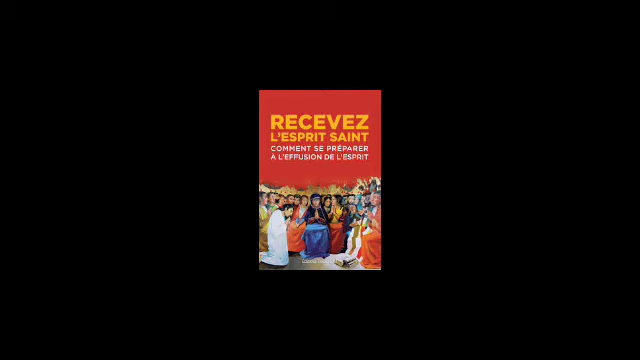 RECEVEZ
L'ESPRIT SAINT
COMMENT SE PRÉPARER
À L'EFFUSION DE L'ESPRIT